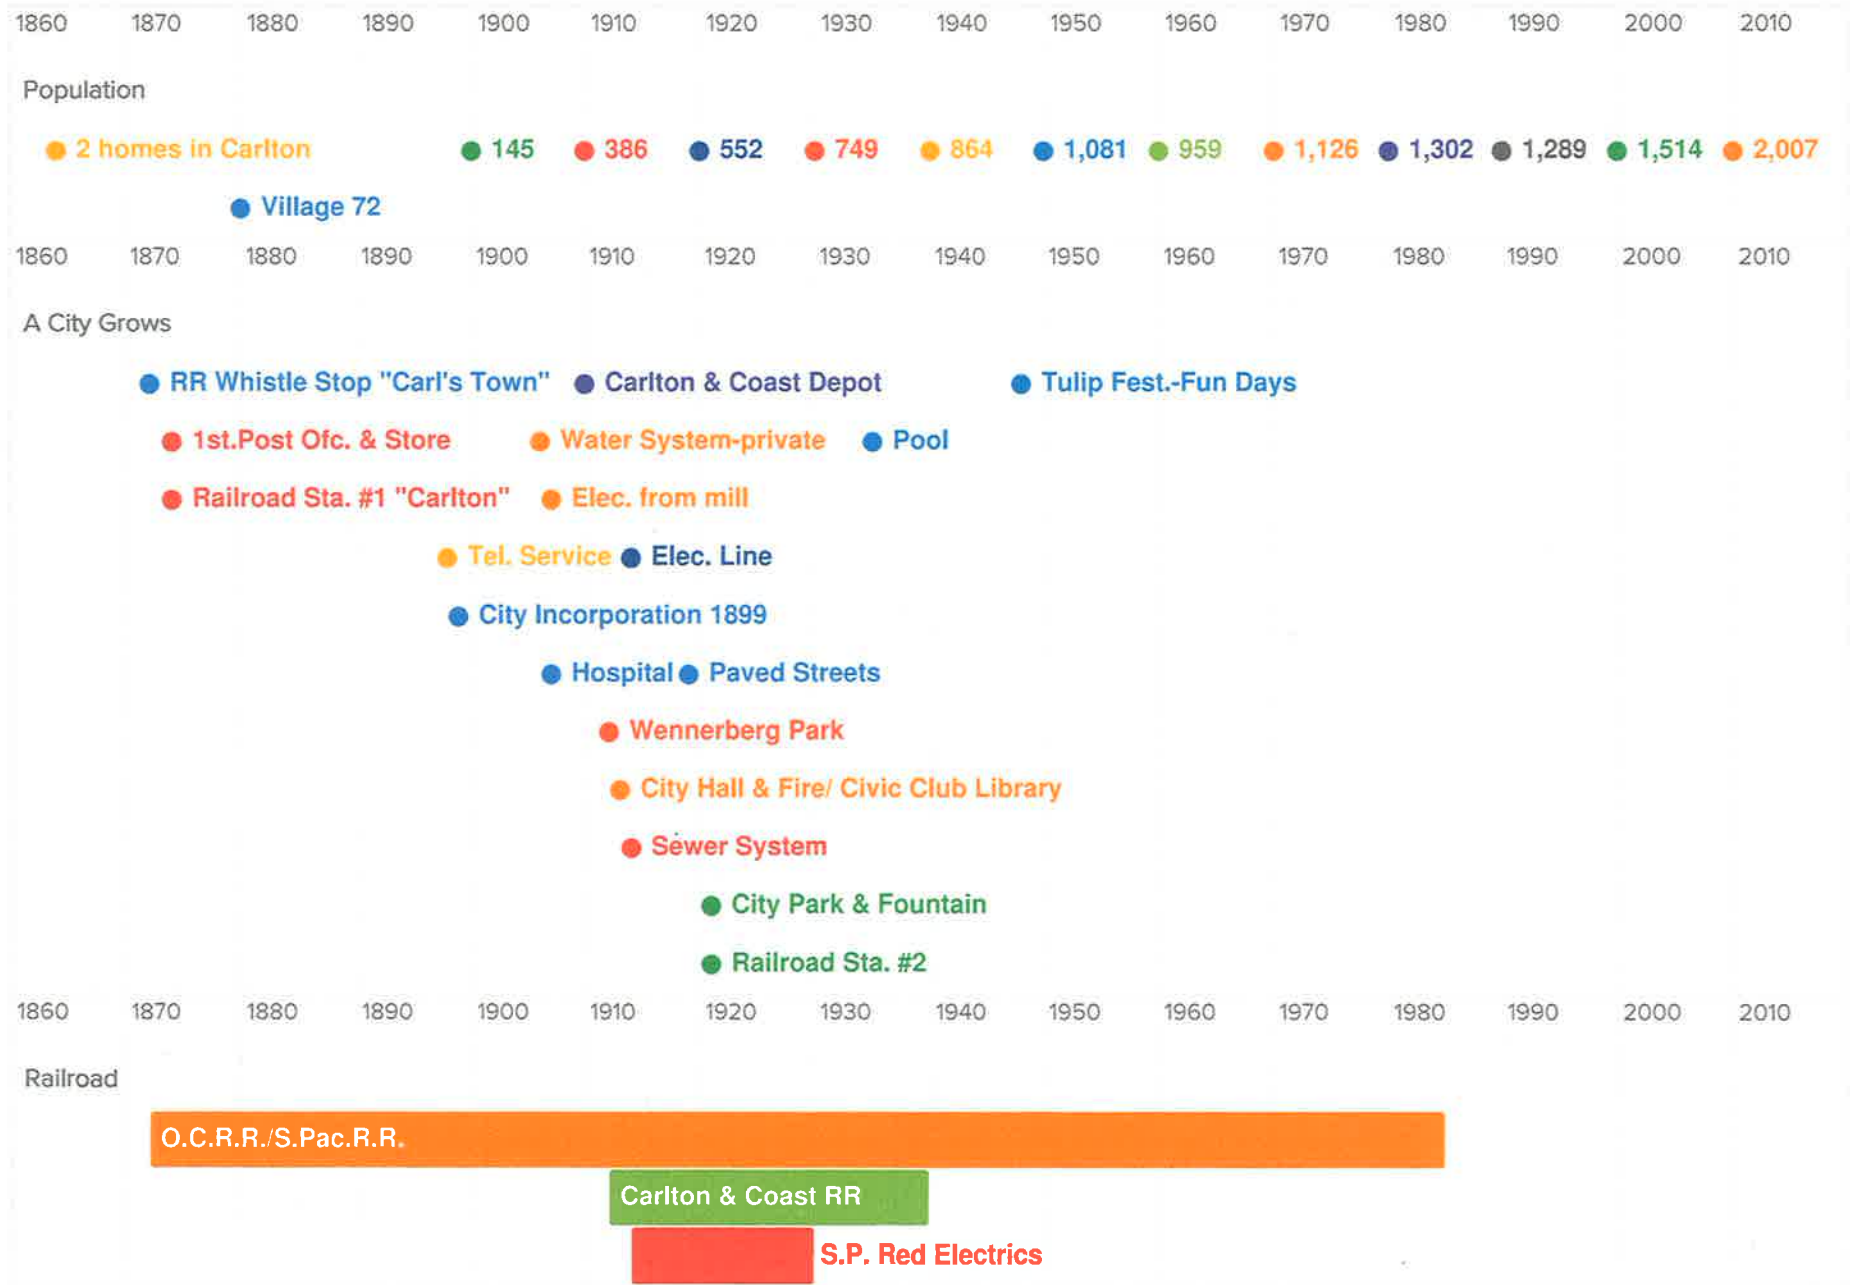 1860 1870 1880 1890 1900 1910 1920 1930 1940 1950 1960 1970 1980 1990 2000 2010
Population
2 homes in Carlton 145 386 552 749 864 1,081 959 1,126 1,302 1,289 1,514 2,007
Village 72
1860 1870 1880 1890 1900 1910 1920 1930 1940 1950 1960 1970 1980 1990 2000 2010
A City Grows
RR Whistle Stop "Carl's Town" Carlton & Coast Depot Tulip Fest.-Fun Days
1st.Post Ofc. & Store Water System-private Pool
Railroad Sta. #1 "Carlton" Elec. from mill
Tel. Service Elec. Line
City Incorporation 1899
Hospital Paved Streets
Wennerberg Park
City Hall & Fire/ Civic Club Library
Sewer System
City Park & Fountain
Railroad Sta. #2
1860 1870 1880 1890 1900 1910 1920 1930 1940 1950 1960 1970 1980 1990 2000 2010
Railroad
O.C.R.R./S.Pac.R.R.
Carlton & Coast RR
S.P. Red Electrics